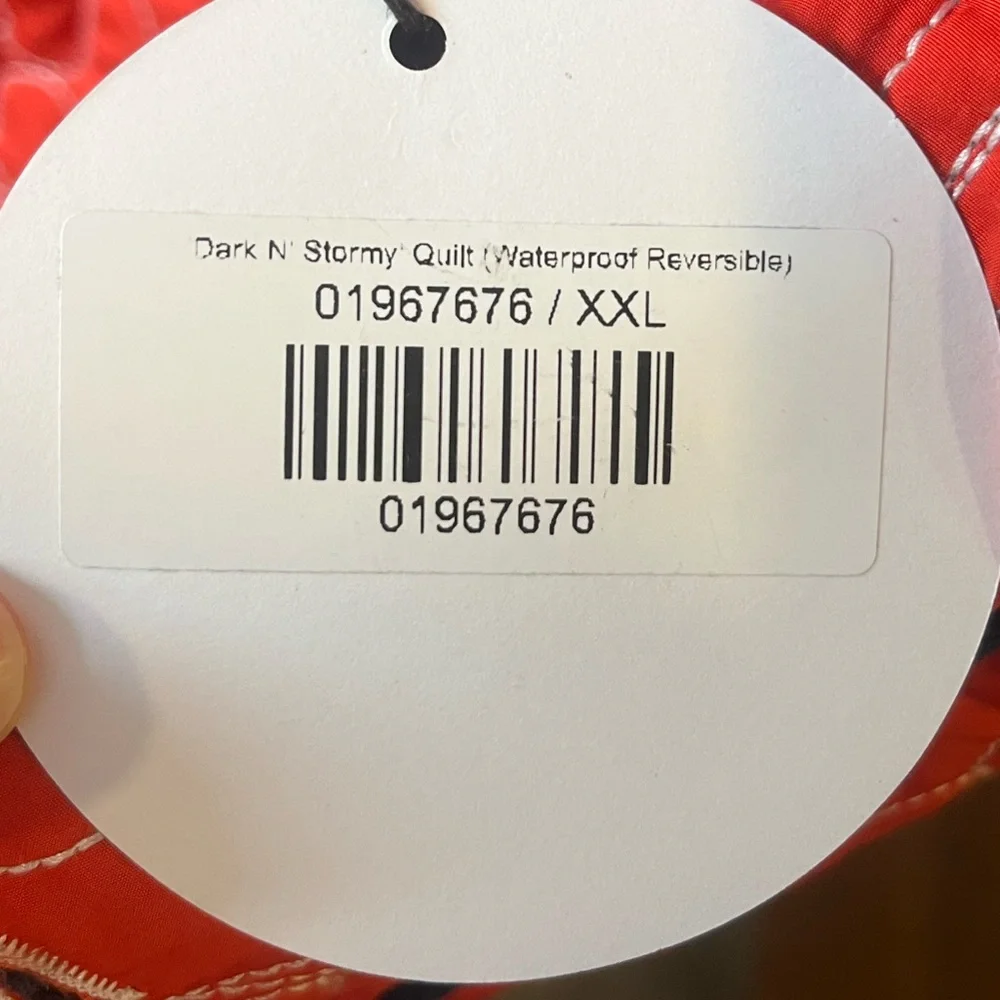 Dark N' Stormy' Quilt (Waterproof Reversible)
01967676 / XXL
01967676